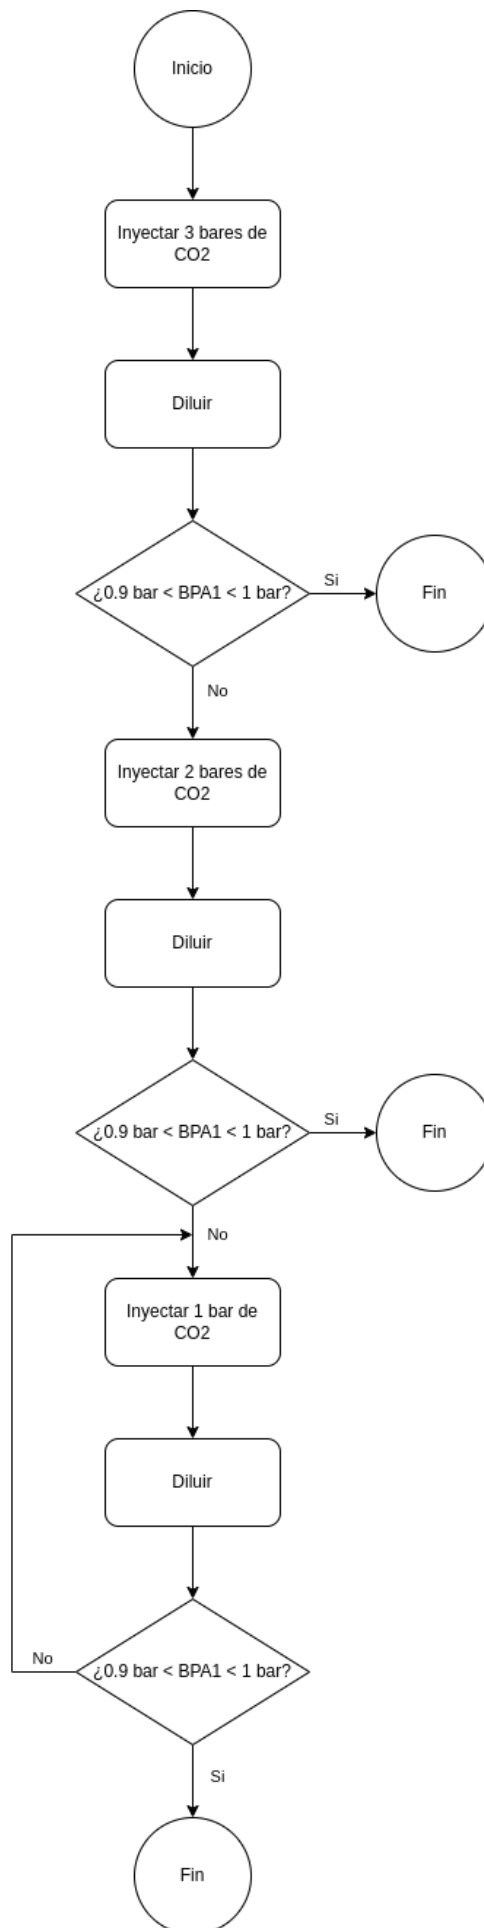 Inicio
Inyectar 3 bares de
CO2
Diluir
¿0.9 bar < BPA1 < 1 bar?
Si
Fin
No
Inyectar 2 bares de
CO2
Diluir
¿0.9 bar < BPA1 < 1 bar?
Si
Fin
No
Inyectar 1 bar de
CO2
Diluir
¿0.9 bar < BPA1 < 1 bar?
No
Si
Fin